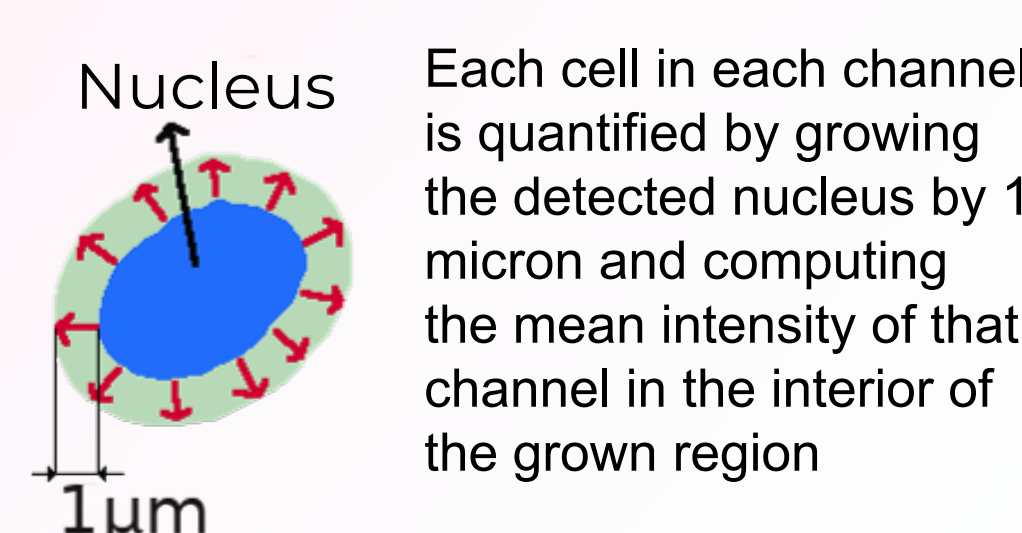 Nucleus
Each cell in each channel
is quantified by growing
the detected nucleus by 1
micron and computing
the mean intensity of that
channel in the interior of
the grown region
1μm